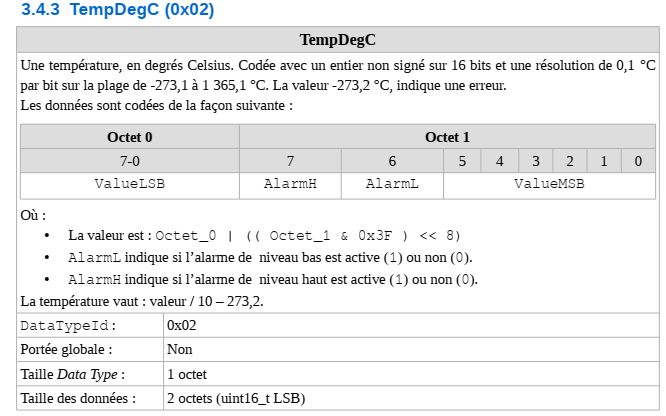 3.4.3 TempDegC (0x02)
TempDegC
Une température, en degrés Celsius. Codée avec un entier non signé sur 16 bits et une résolution de 0,1 °C
par bit sur la plage de -273,1 à 1 365,1 °C. La valeur -273,2 °C, indique une erreur.
Les données sont codées de la façon suivante :
Octet 0 Octet 1
7-0 7 6 5 4 3 2 1 0
ValueLSB AlarmH AlarmL ValueMSB
Où :
• La valeur est : Octet_0 | (( Octet_1 & 0x3F ) << 8)
• AlarmL indique si l'alarme de niveau bas est active (1) ou non (0).
• AlarmH indique si l'alarme de niveau haut est active (1) ou non (0).
La température vaut : valeur / 10 – 273,2.
DataTypeId: 0x02
Portée globale : Non
Taille Data Type : 1 octet
Taille des données : 2 octets (uint16_t LSB)